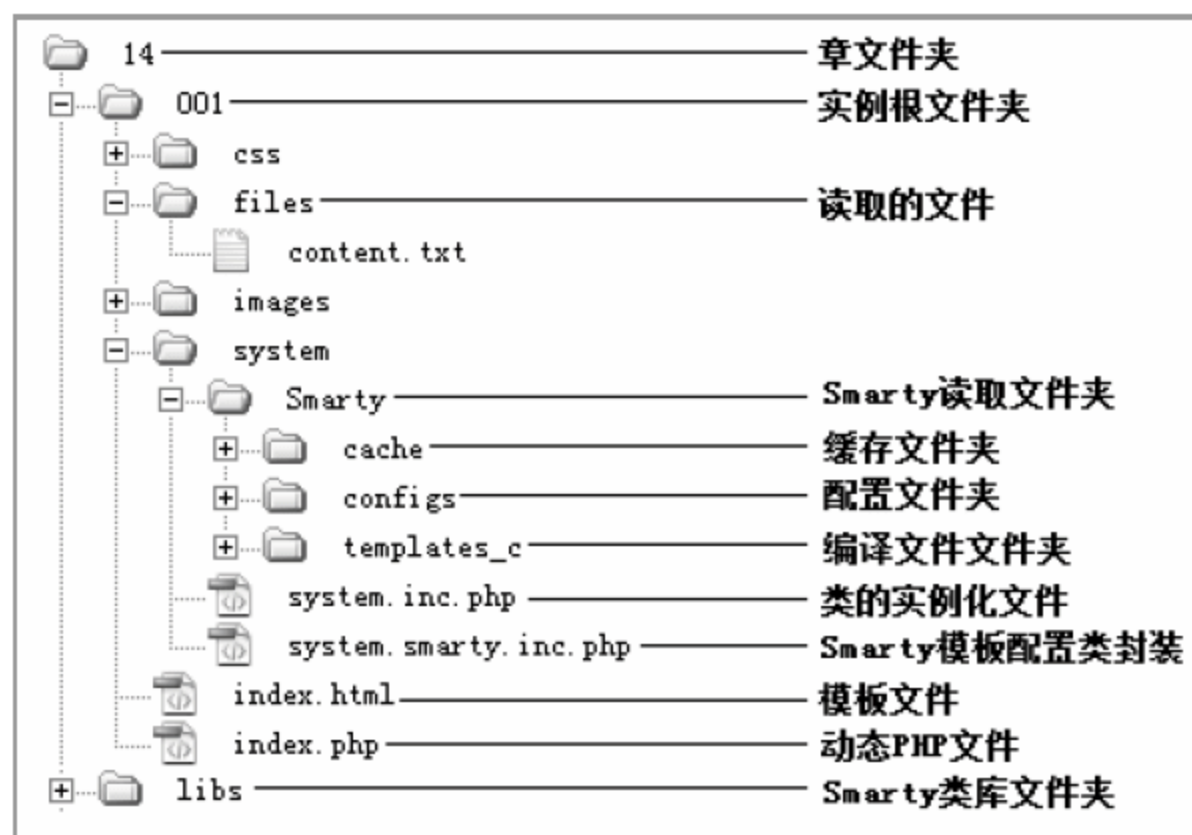 14 章文件夹
001 实例根文件夹
css
files 读取的文件
content.txt
images
system
Smarty Smarty读取文件夹
cache 缓存文件夹
configs 配置文件夹
templates_c 编译文件文件夹
system.inc.php 类的实例化文件
system.smarty.inc.php Smarty模板配置类封装
index.html 模板文件
index.php 动态PHP文件
libs Smarty类库文件夹